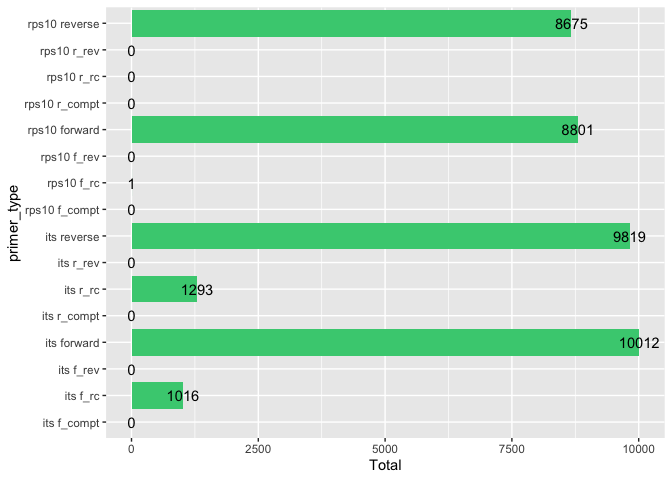 rps10 reverse 8675
rps10 r_rev 0
rps10 r_rc 0
rps10 r_compt 0
rps10 forward 8801
rps10 f_rev 0
rps10 f_rc 1
rps10 f_compt 0
its reverse 9819
its r_rev 0
its r_rc 1293
its r_compt 0
its forward 10012
its f_rev 0
its f_rc 1016
its f_compt 0
primer_type
0 2500 5000 7500 10000
Total